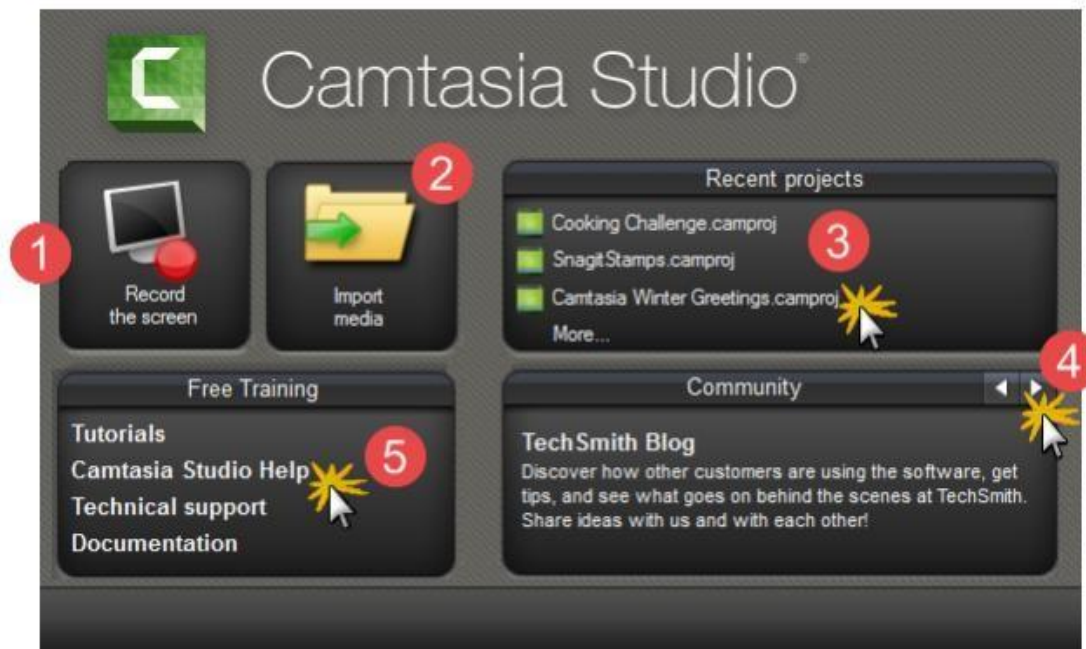 Camtasia Studio®
1
Record
the screen
2
Import
media
Recent projects
Cooking Challenge.camproj
SnagitStamps.camproj
Camtasia Winter Greetings.camproj
More...
3
Free Training
Tutorials
Camtasia Studio Help
Technical support
Documentation
5
Community
4
TechSmith Blog
Discover how other customers are using the software, get
tips, and see what goes on behind the scenes at TechSmith.
Share ideas with us and with each other!